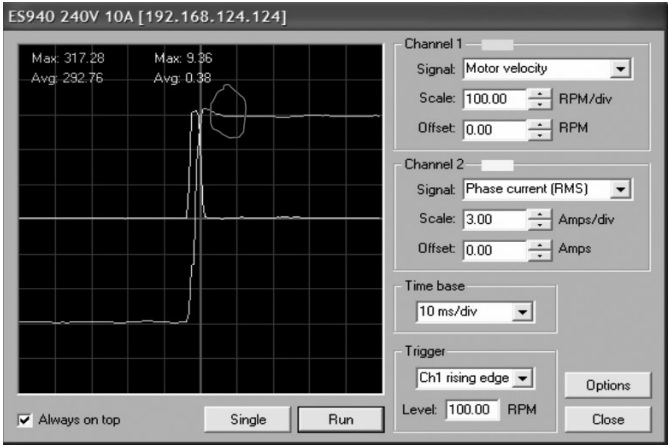 ES940 240V 10A [192.168.124.124]
Max: 317.28 Max: 9.36
Avg: 292.76 Avg: 0.38
Channel 1
Signal: Motor velocity
Scale: 100.00 RPM/div
Offset: 0.00 RPM
Channel 2
Signal: Phase current (RMS)
Scale: 3.00 Amps/div
Offset: 0.00 Amps
Time base
10 ms/div
Trigger
Ch1 rising edge
Level: 100.00 RPM
Options
Close
Always on top
Single
Run